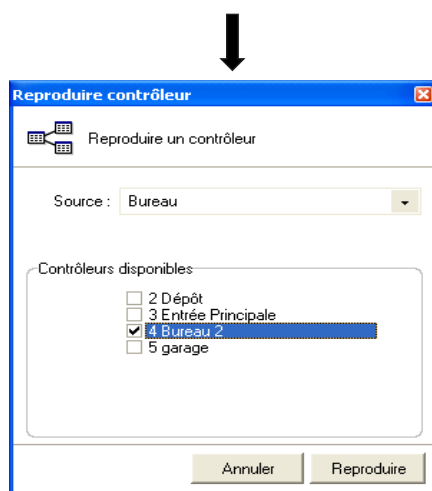 Reproduire contrôleur
Reproduire un contrôleur
Source : Bureau
Contrôleurs disponibles
2 Dépôt
3 Entrée Principale
4 Bureau 2
5 garage
Annuler Reproduire